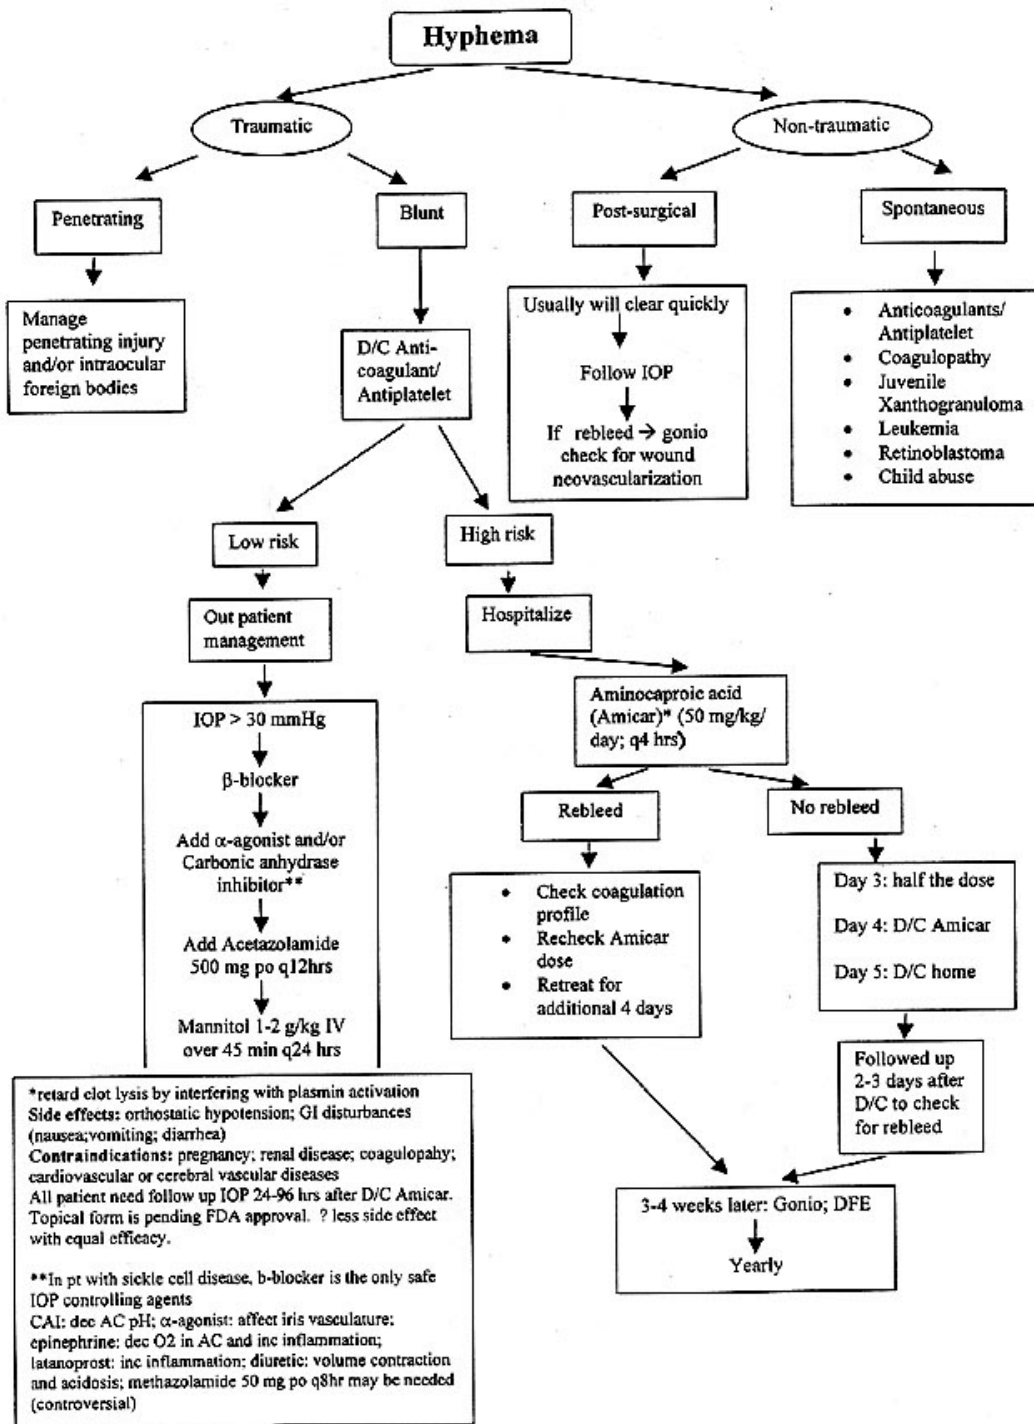 Hyphema
Traumatic
Non-traumatic
Penetrating
Blunt
Post-surgical
Spontaneous
Manage
penetrating injury
and/or intraocular
foreign bodies
D/C Anti-
coagulant/
Antiplatelet
Usually will clear quickly
Follow IOP
If rebleed → gonio
check for wound
neovascularization
• Anticoagulants/
Antiplatelet
• Coagulopathy
• Juvenile
Xanthogranuloma
• Leukemia
• Retinoblastoma
• Child abuse
Low risk
High risk
Out patient
management
Hospitalize
IOP > 30 mmHg
β-blocker
Add α-agonist and/or
Carbonic anhydrase
inhibitor**
Add Acetazolamide
500 mg po q12hrs
Mannitol 1-2 g/kg IV
over 45 min q24 hrs
Aminocaproic acid
(Amicar)* (50 mg/kg/
day; q4 hrs)
Rebleed
No rebleed
• Check coagulation
profile
• Recheck Amicar
dose
• Retreat for
additional 4 days
Day 3: half the dose
Day 4: D/C Amicar
Day 5: D/C home
Followed up
2-3 days after
D/C to check
for rebleed
3-4 weeks later: Gonio; DFE
Yearly
*retard clot lysis by interfering with plasmin activation
Side effects: orthostatic hypotension; GI disturbances
(nausea;vomiting; diarrhea)
Contraindications: pregnancy; renal disease; coagulopahy;
cardiovascular or cerebral vascular diseases
All patient need follow up IOP 24-96 hrs after D/C Amicar.
Topical form is pending FDA approval. ? less side effect
with equal efficacy.
**In pt with sickle cell disease, b-blocker is the only safe
IOP controlling agents
CAI: dec AC pH; α-agonist: affect iris vasculature;
epinephrine: dec O2 in AC and inc inflammation;
latanoprost: inc inflammation; diuretic: volume contraction
and acidosis; methazolamide 50 mg po q8hr may be needed
(controversial)